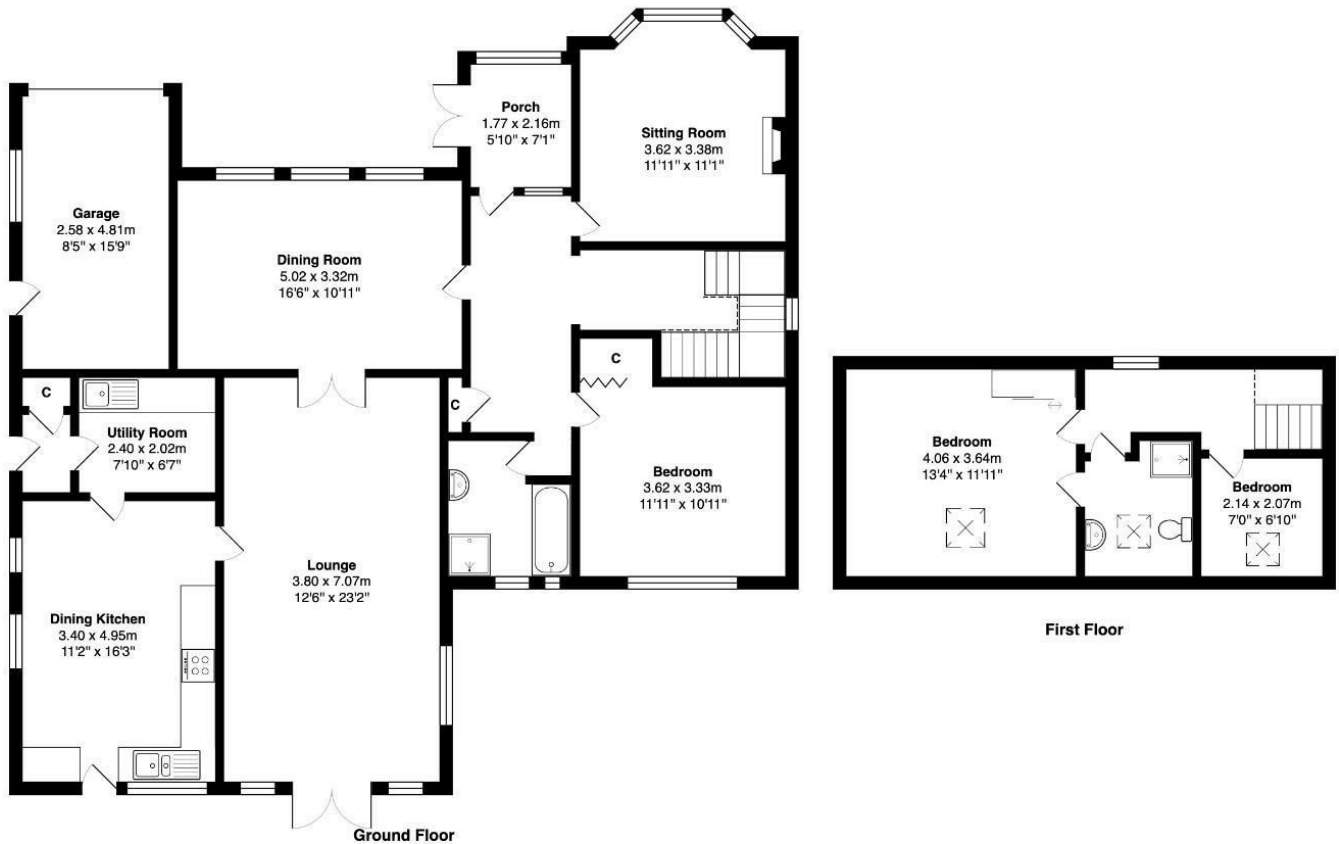 Porch
1.77 x 2.16m
5'10" x 7'1"
Sitting Room
3.62 x 3.38m
11'11" x 11'1"
Garage
2.58 x 4.81m
8'5" x 15'9"
Dining Room
5.02 x 3.32m
16'6" x 10'11"
C
C
C
Utility Room
2.40 x 2.02m
7'10" x 6'7"
Bedroom
3.62 x 3.33m
11'11" x 10'11"
Lounge
3.80 x 7.07m
12'6" x 23'2"
Dining Kitchen
3.40 x 4.95m
11'2" x 16'3"
Ground Floor
Bedroom
4.06 x 3.64m
13'4" x 11'11"
Bedroom
2.14 x 2.07m
7'0" x 6'10"
First Floor